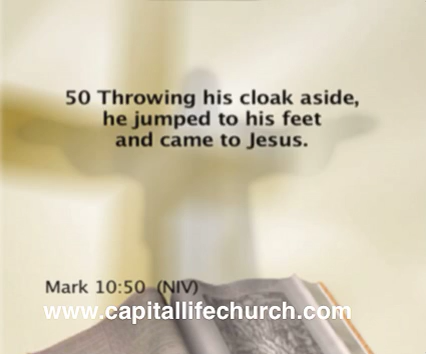 50 Throwing his cloak aside,
he jumped to his feet
and came to Jesus.
Mark 10:50 (NIV)
www.capitallifechurch.com